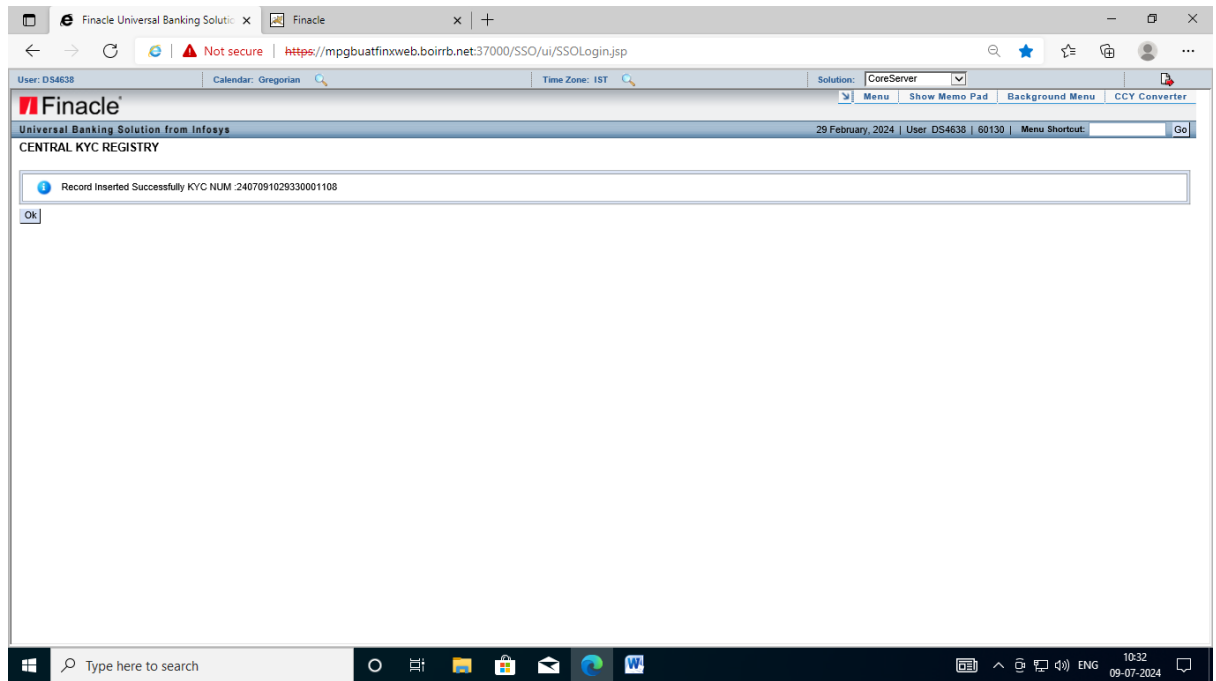 Finacle Universal Banking Solutic
Finacle
Not secure https://mpgbuatfinxweb.boirrb.net:37000/SSO/ui/SSOLogin.jsp
User: DS4638 Calendar: Gregorian Time Zone: IST Solution: CoreServer
Finacle Menu Show Memo Pad Background Menu CCY Converter
Universal Banking Solution from Infosys 29 February, 2024 | User DS4638 | 60130 | Menu Shortcut: Go
CENTRAL KYC REGISTRY
Record Inserted Successfully KYC NUM :2407091029330001108
Ok
Type here to search
ENG
10:32
09-07-2024